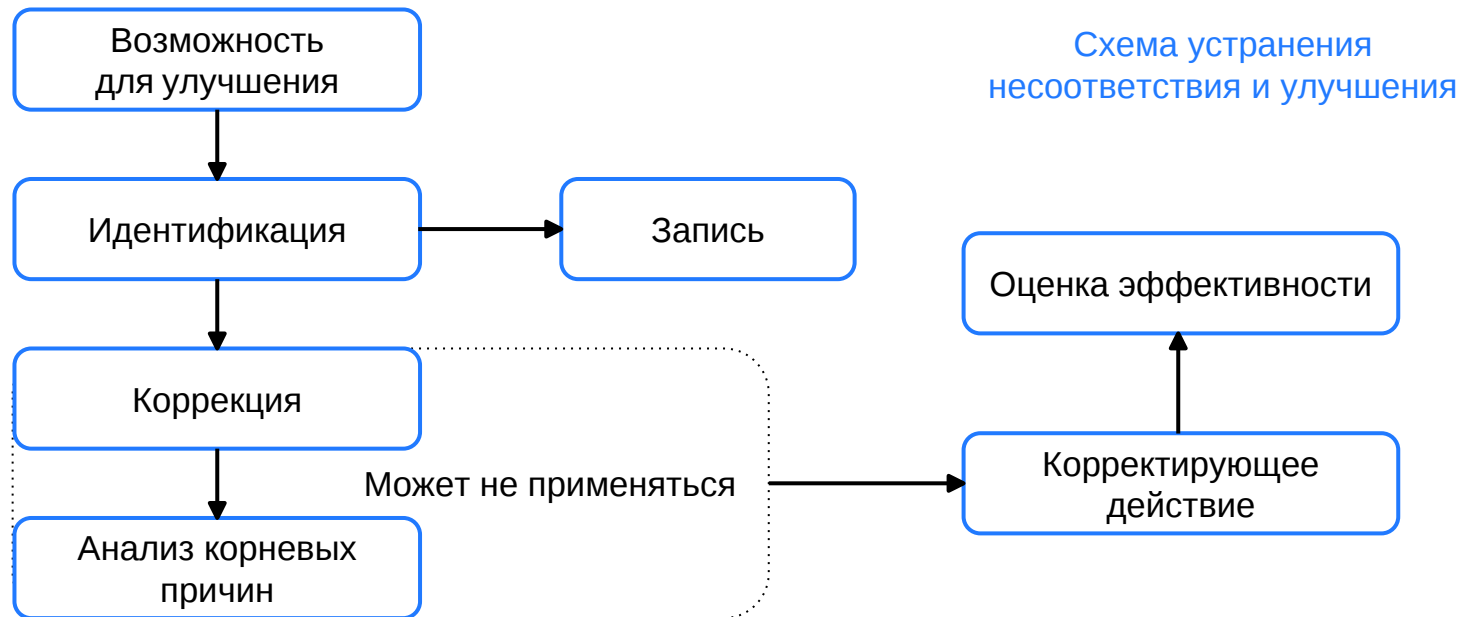 Возможность
для улучшения
Схема устранения
несоответствия и улучшения
Идентификация
Запись
Оценка эффективности
Коррекция
Может не применяться
Корректирующее
действие
Анализ корневых
причин